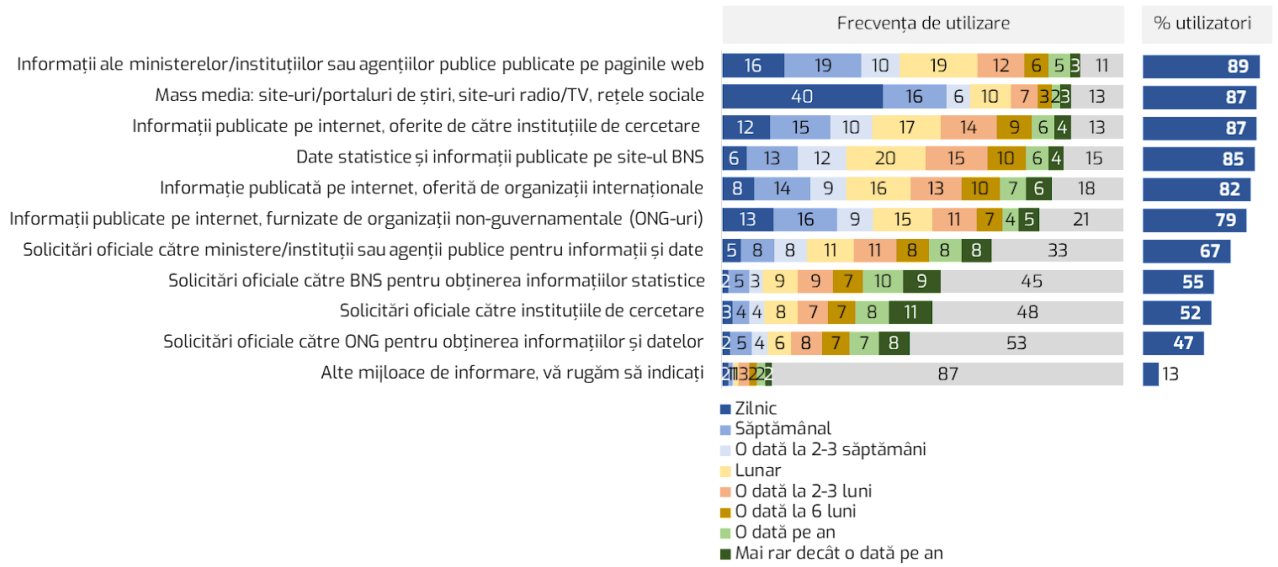 Frecvența de utilizare % utilizatori
Informații ale ministerelor/instituțiilor sau agențiilor publice publicate pe paginile web 16 19 10 19 12 6 5 3 11 89
Mass media: site-uri/portaluri de știri, site-uri radio/TV, rețele sociale 40 16 6 10 7 3 2 3 13 87
Informații publicate pe internet, oferite de către instituțiile de cercetare 12 15 10 17 14 9 6 4 13 87
Date statistice și informații publicate pe site-ul BNS 6 13 12 20 15 10 6 4 15 85
Informație publicată pe internet, oferită de organizații internaționale 8 14 9 16 13 10 7 6 18 82
Informații publicate pe internet, furnizate de organizații non-guvernamentale (ONG-uri) 13 16 9 15 11 7 4 5 21 79
Solicitări oficiale către ministere/instituții sau agenții publice pentru informații și date 5 8 8 11 11 8 8 8 33 67
Solicitări oficiale către BNS pentru obținerea informațiilor statistice 2 5 3 9 9 7 10 9 45 55
Solicitări oficiale către instituțiile de cercetare 3 4 4 8 7 7 8 11 48 52
Solicitări oficiale către ONG pentru obținerea informațiilor și datelor 2 5 4 6 8 7 7 8 53 47
Alte mijloace de informare, vă rugăm să indicați 2 1 1 1 3 2 2 2 87 13
Zilnic
Săptămânal
O dată la 2-3 săptămâni
Lunar
O dată la 2-3 luni
O dată la 6 luni
O dată pe an
Mai rar decât o dată pe an